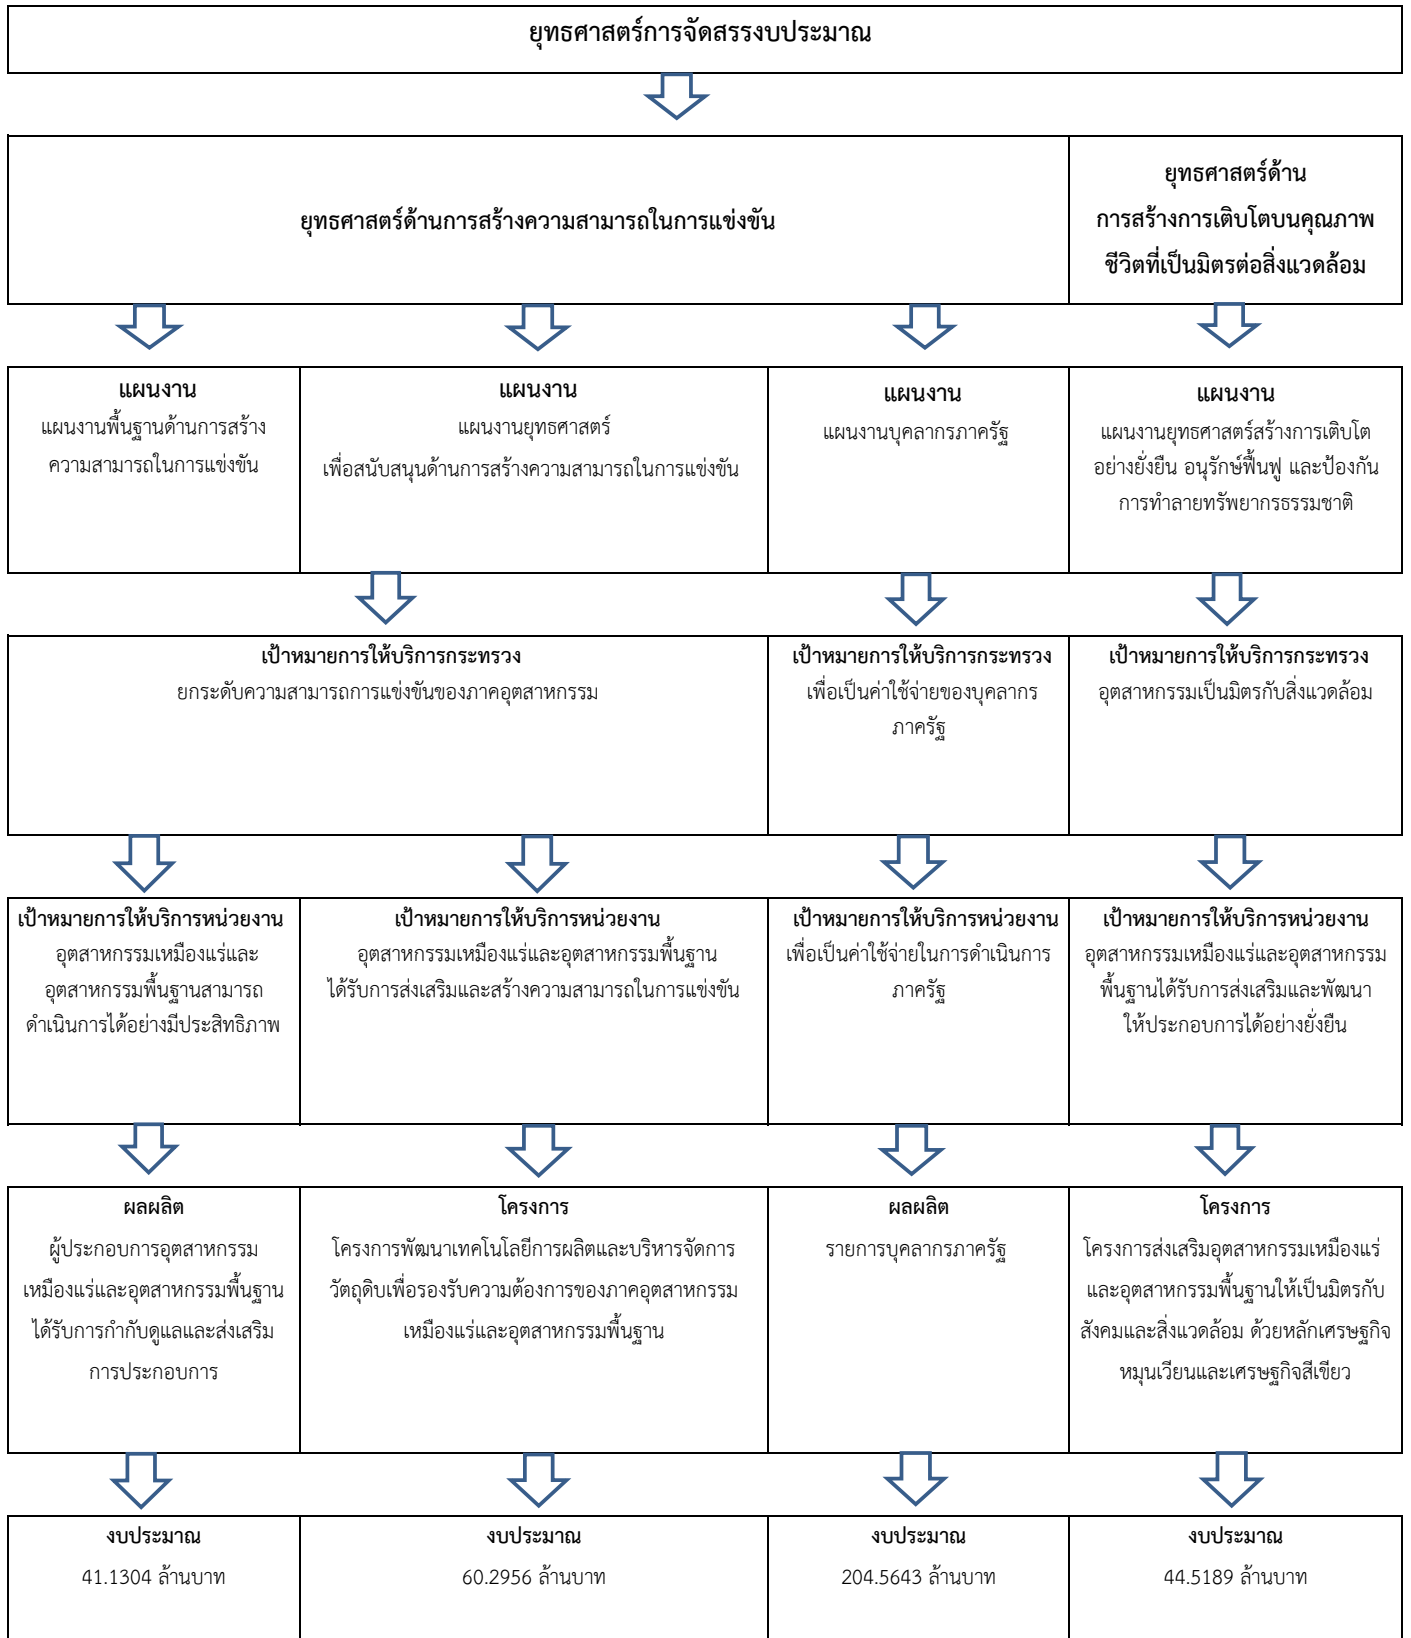 ยุทธศาสตร์การจัดสรรงบประมาณ
ยุทธศาสตร์ด้านการสร้างความสามารถในการแข่งขัน
ยุทธศาสตร์ด้าน
การสร้างการเติบโตบนคุณภาพ
ชีวิตที่เป็นมิตรต่อสิ่งแวดล้อม
แผนงาน
แผนงานพื้นฐานด้านการสร้าง
ความสามารถในการแข่งขัน
แผนงาน
แผนงานยุทธศาสตร์
เพื่อสนับสนุนด้านการสร้างความสามารถในการแข่งขัน
แผนงาน
แผนงานบุคลากรภาครัฐ
แผนงาน
แผนงานยุทธศาสตร์สร้างการเติบโต
อย่างยั่งยืน อนุรักษ์ฟื้นฟู และป้องกัน
การทำลายทรัพยากรธรรมชาติ
เป้าหมายการให้บริการกระทรวง
ยกระดับความสามารถการแข่งขันของภาคอุตสาหกรรม
เป้าหมายการให้บริการกระทรวง
เพื่อเป็นค่าใช้จ่ายของบุคลากร
ภาครัฐ
เป้าหมายการให้บริการกระทรวง
อุตสาหกรรมเป็นมิตรกับสิ่งแวดล้อม
เป้าหมายการให้บริการหน่วยงาน
อุตสาหกรรมเหมืองแร่และ
อุตสาหกรรมพื้นฐานสามารถ
ดำเนินการได้อย่างมีประสิทธิภาพ
เป้าหมายการให้บริการหน่วยงาน
อุตสาหกรรมเหมืองแร่และอุตสาหกรรมพื้นฐาน
ได้รับการส่งเสริมและสร้างความสามารถในการแข่งขัน
เป้าหมายการให้บริการหน่วยงาน
เพื่อเป็นค่าใช้จ่ายในการดำเนินการ
ภาครัฐ
เป้าหมายการให้บริการหน่วยงาน
อุตสาหกรรมเหมืองแร่และอุตสาหกรรม
พื้นฐานได้รับการส่งเสริมและพัฒนา
ให้ประกอบการได้อย่างยั่งยืน
ผลผลิต
ผู้ประกอบการอุตสาหกรรม
เหมืองแร่และอุตสาหกรรมพื้นฐาน
ได้รับการกำกับดูแลและส่งเสริม
การประกอบการ
โครงการ
โครงการพัฒนาเทคโนโลยีการผลิตและบริหารจัดการ
วัตถุดิบเพื่อรองรับความต้องการของภาคอุตสาหกรรม
เหมืองแร่และอุตสาหกรรมพื้นฐาน
ผลผลิต
รายการบุคลากรภาครัฐ
โครงการ
โครงการส่งเสริมอุตสาหกรรมเหมืองแร่
และอุตสาหกรรมพื้นฐานให้เป็นมิตรกับ
สังคมและสิ่งแวดล้อม ด้วยหลักเศรษฐกิจ
หมุนเวียนและเศรษฐกิจสีเขียว
งบประมาณ
41.1304 ล้านบาท
งบประมาณ
60.2956 ล้านบาท
งบประมาณ
204.5643 ล้านบาท
งบประมาณ
44.5189 ล้านบาท